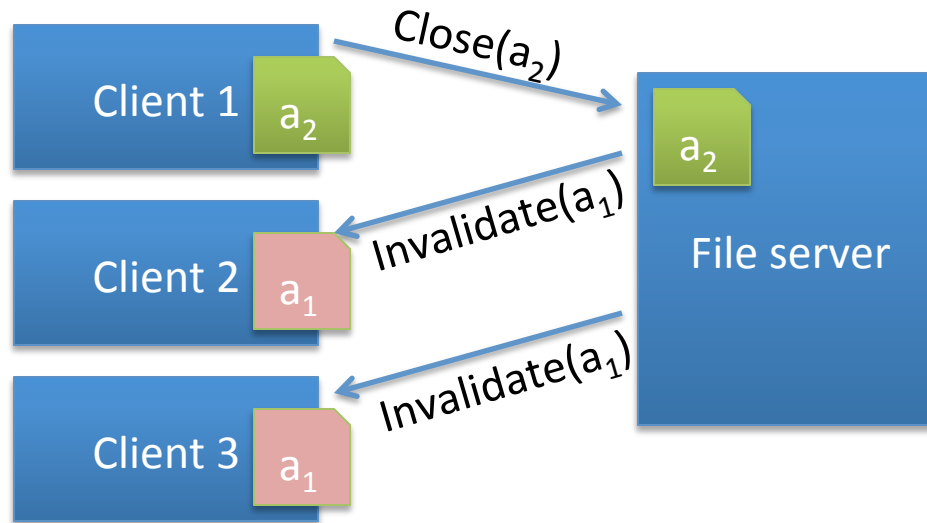 Client 1
a₂
Close(a₂)
a₂
File server
Invalidate(a₁)
Client 2
a₁
Invalidate(a₁)
Client 3
a₁